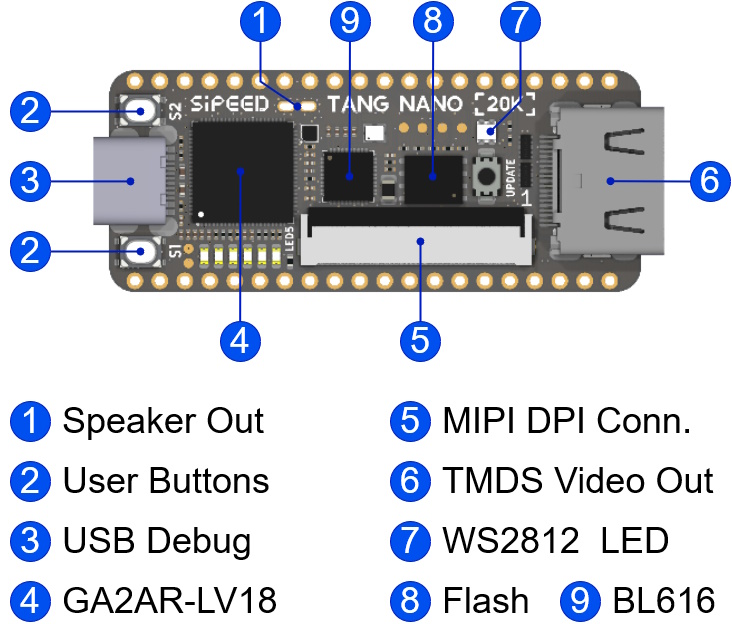 1 9 8 7
2 S2 SiPEED TANG NANO [20K]
3 UPDATE 6
1
2 S1 LED5
4 5
1 Speaker Out
2 User Buttons
3 USB Debug
4 GA2AR-LV18
5 MIPI DPI Conn.
6 TMDS Video Out
7 WS2812 LED
8 Flash 9 BL616